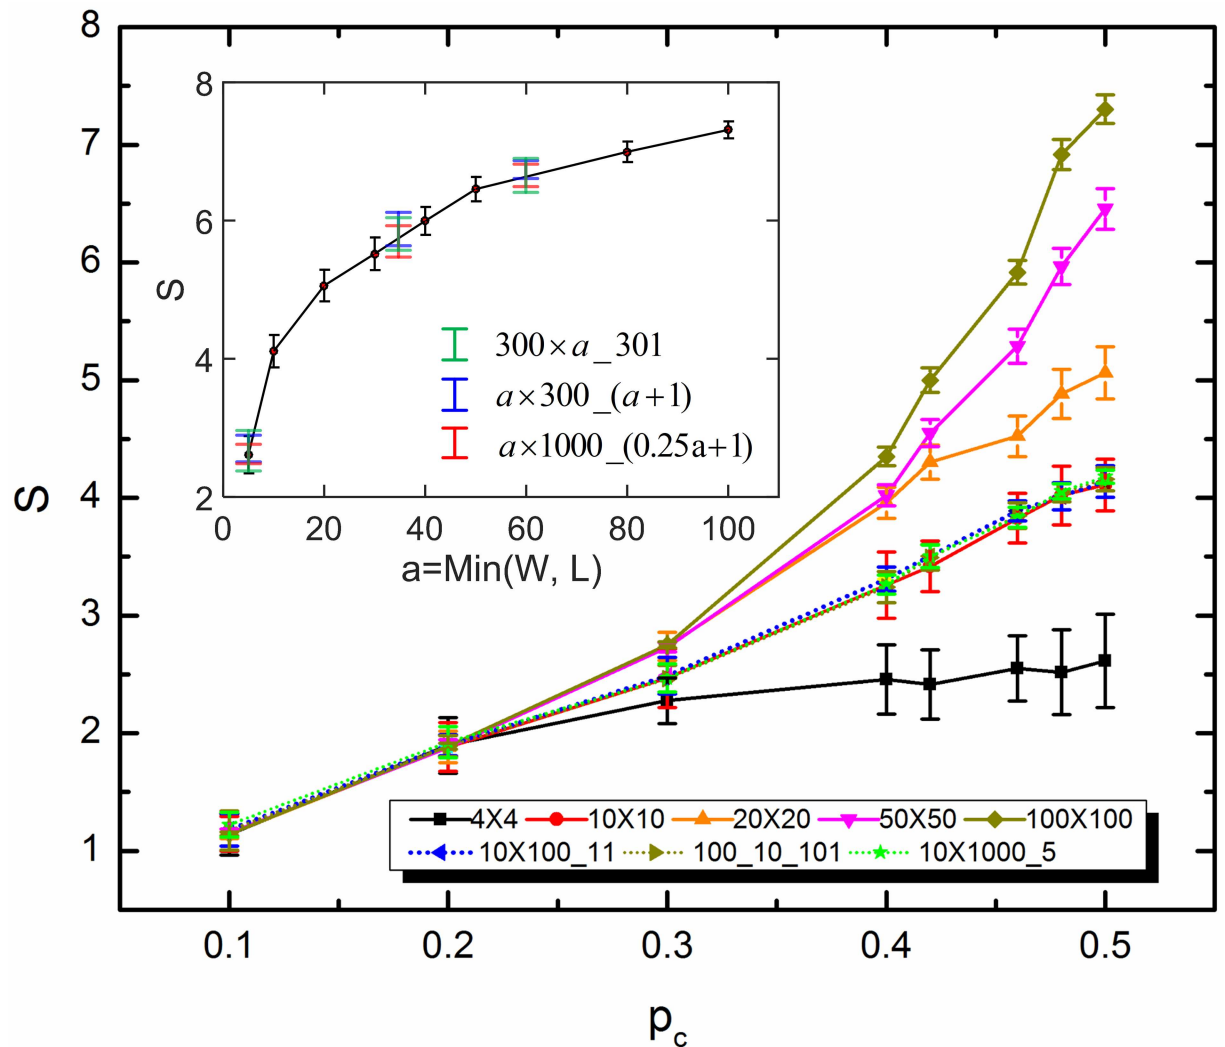 8
7
6
5
4
3
2
1
S
0.1 0.2 0.3 0.4 0.5
p_c
8
6
4
2
S
0 20 40 60 80 100
a=Min(W, L)
300×a_301
a×300_(a+1)
a×1000_(0.25a+1)
4X4 10X10 20X20 50X50 100X100
10X100_11 100_10_101 10X1000_5